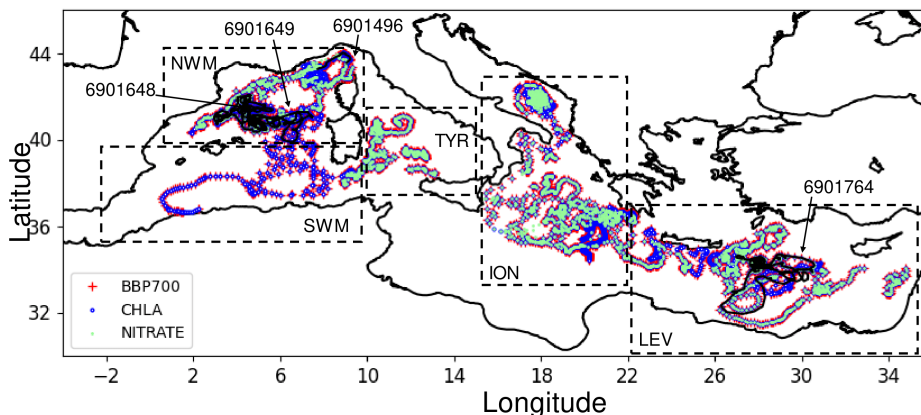 6901649
6901496
NWM
6901648
TYR
6901764
SWM
ION
LEV
BBP700
CHLA
NITRATE
Latitude
44
40
36
32
−2
2
6
10
14
18
22
26
30
34
Longitude